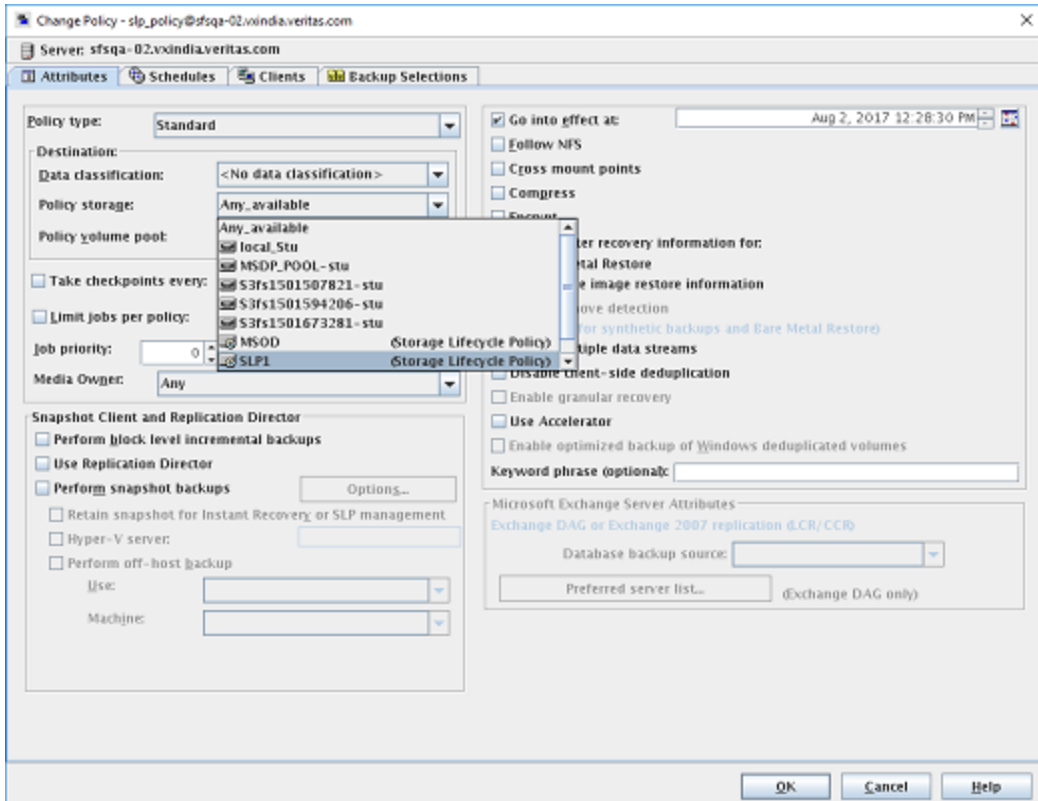 Change Policy - slp_policy@sfsqa-02.vxindia.veritas.com
Server: sfsqa-02.vxindia.veritas.com
Attributes Schedules Clients Backup Selections
Policy type: Standard
Destination:
Data classification: <No data classification>
Policy storage: Any_available
Policy volume pool:
Any_available
local_Stu
MSDP_POOL-stu
S3fs1501507821-stu
S3fs1501594206-stu
S3fs1501673281-stu
MSOD (Storage Lifecycle Policy)
SLP1 (Storage Lifecycle Policy)
Take checkpoints every:
Limit jobs per policy:
Job priority: 0
Media Owner: Any
Snapshot Client and Replication Director
Perform block level incremental backups
Use Replication Director
Perform snapshot backups Options...
Retain snapshot for Instant Recovery or SLP management
Hyper-V server:
Perform off-host backup
Use:
Machine:
Go into effect at: Aug 2, 2017 12:28:30 PM
Follow NFS
Cross mount points
Compress
Encrypt
ter recovery information for:
tal Restore
e image restore information
ove detection
for synthetic backups and Bare Metal Restore)
tiple data streams
Disable client-side deduplication
Enable granular recovery
Use Accelerator
Enable optimized backup of Windows deduplicated volumes
Keyword phrase (optional):
Microsoft Exchange Server Attributes
Exchange DAG or Exchange 2007 replication (LCR/CCR)
Database backup source:
Preferred server list... (Exchange DAG only)
OK Cancel Help